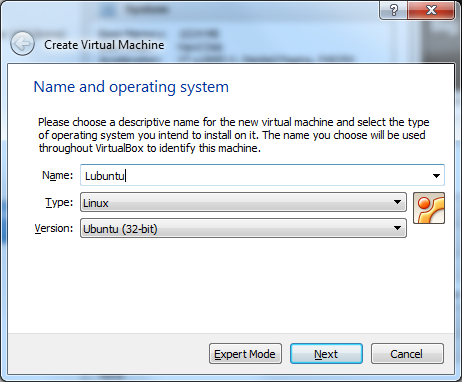 Create Virtual Machine
Name and operating system
Please choose a descriptive name for the new virtual machine and select the type
of operating system you intend to install on it. The name you choose will be used
throughout VirtualBox to identify this machine.
Name: Lubuntu
Type: Linux
Version: Ubuntu (32-bit)
Expert Mode Next Cancel